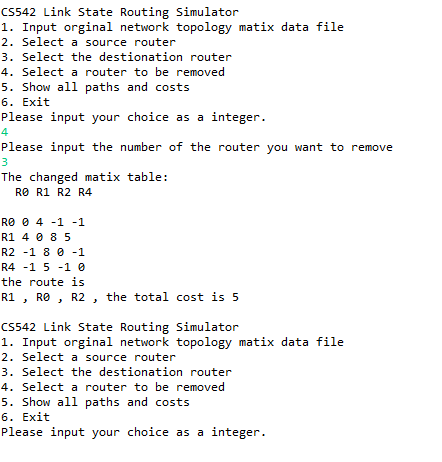 CS542 Link State Routing Simulator
1. Input orginal network topology matix data file
2. Select a source router
3. Select the destionation router
4. Select a router to be removed
5. Show all paths and costs
6. Exit
Please input your choice as a integer.
4
Please input the number of the router you want to remove
3
The changed matix table:
R0 R1 R2 R4
R0 0 4 -1 -1
R1 4 0 8 5
R2 -1 8 0 -1
R4 -1 5 -1 0
the route is
R1 , R0 , R2 , the total cost is 5
CS542 Link State Routing Simulator
1. Input orginal network topology matix data file
2. Select a source router
3. Select the destionation router
4. Select a router to be removed
5. Show all paths and costs
6. Exit
Please input your choice as a integer.